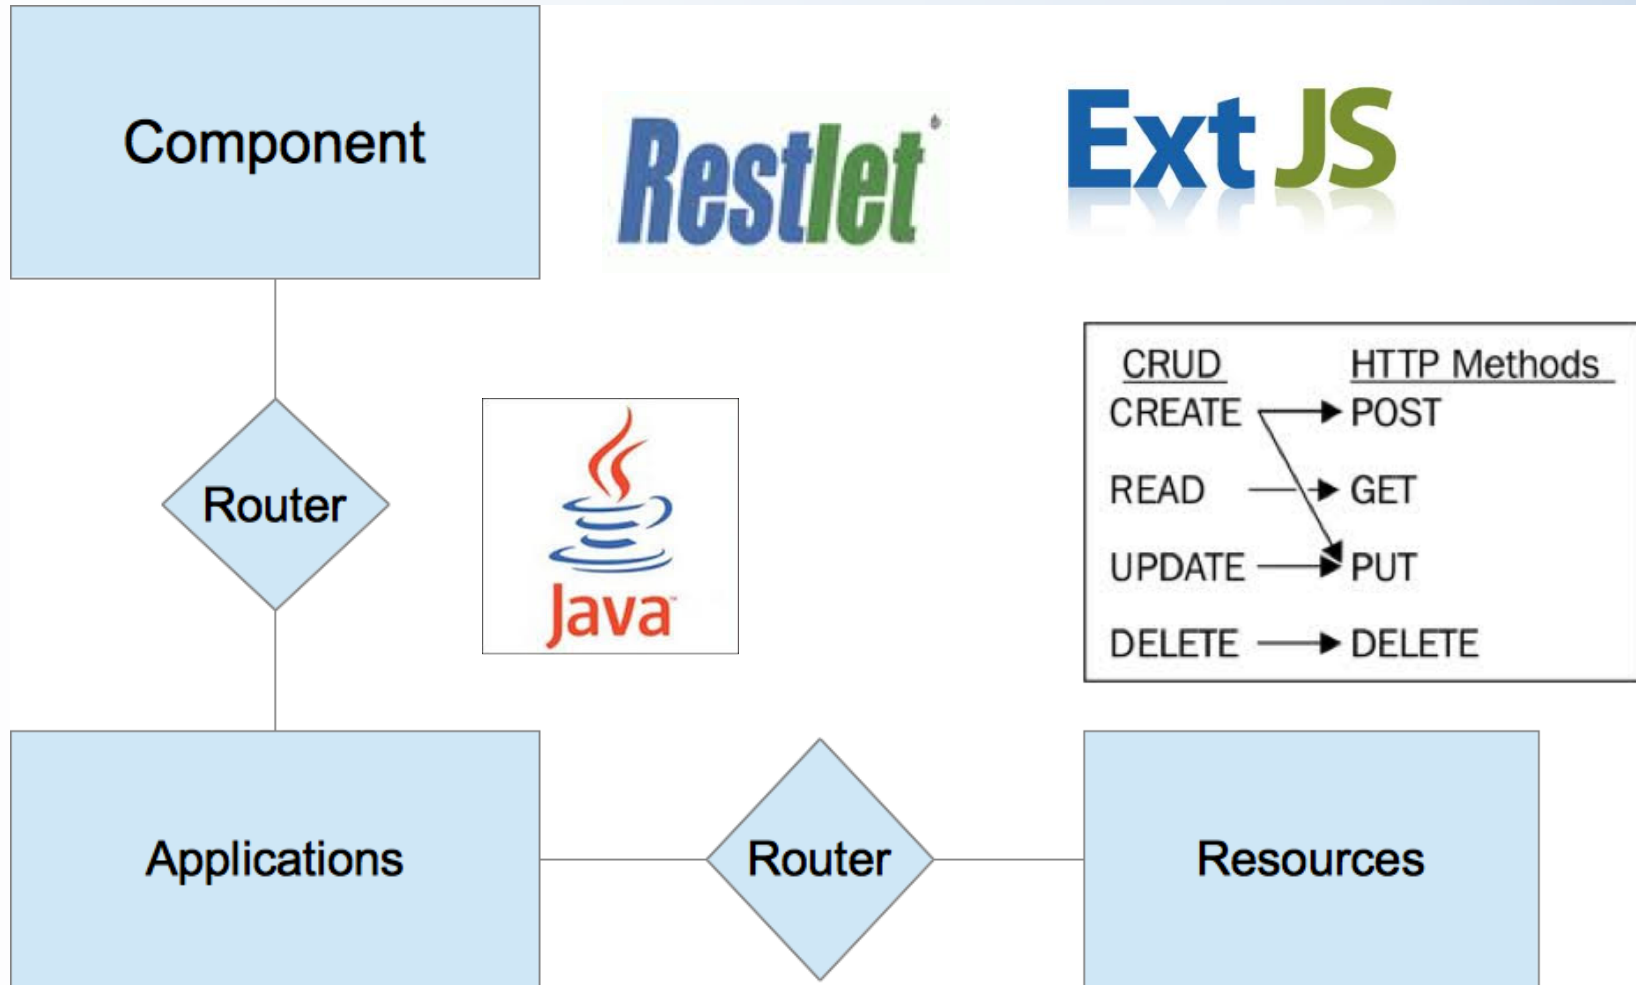 Component
Restlet
Ext JS
CRUD HTTP Methods
CREATE POST
READ GET
UPDATE PUT
DELETE DELETE
Router
Java™
Applications
Router
Resources